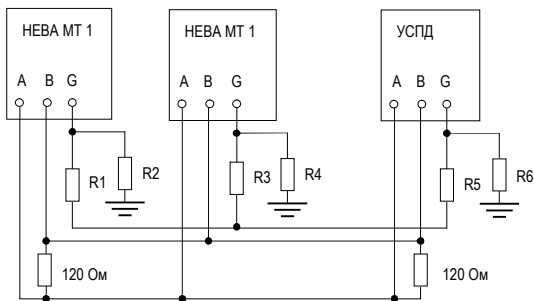 НЕВА МТ 1
НЕВА МТ 1
УСПД
A B G
A B G
A B G
R1
R2
R3
R4
R5
R6
120 Ом
120 Ом